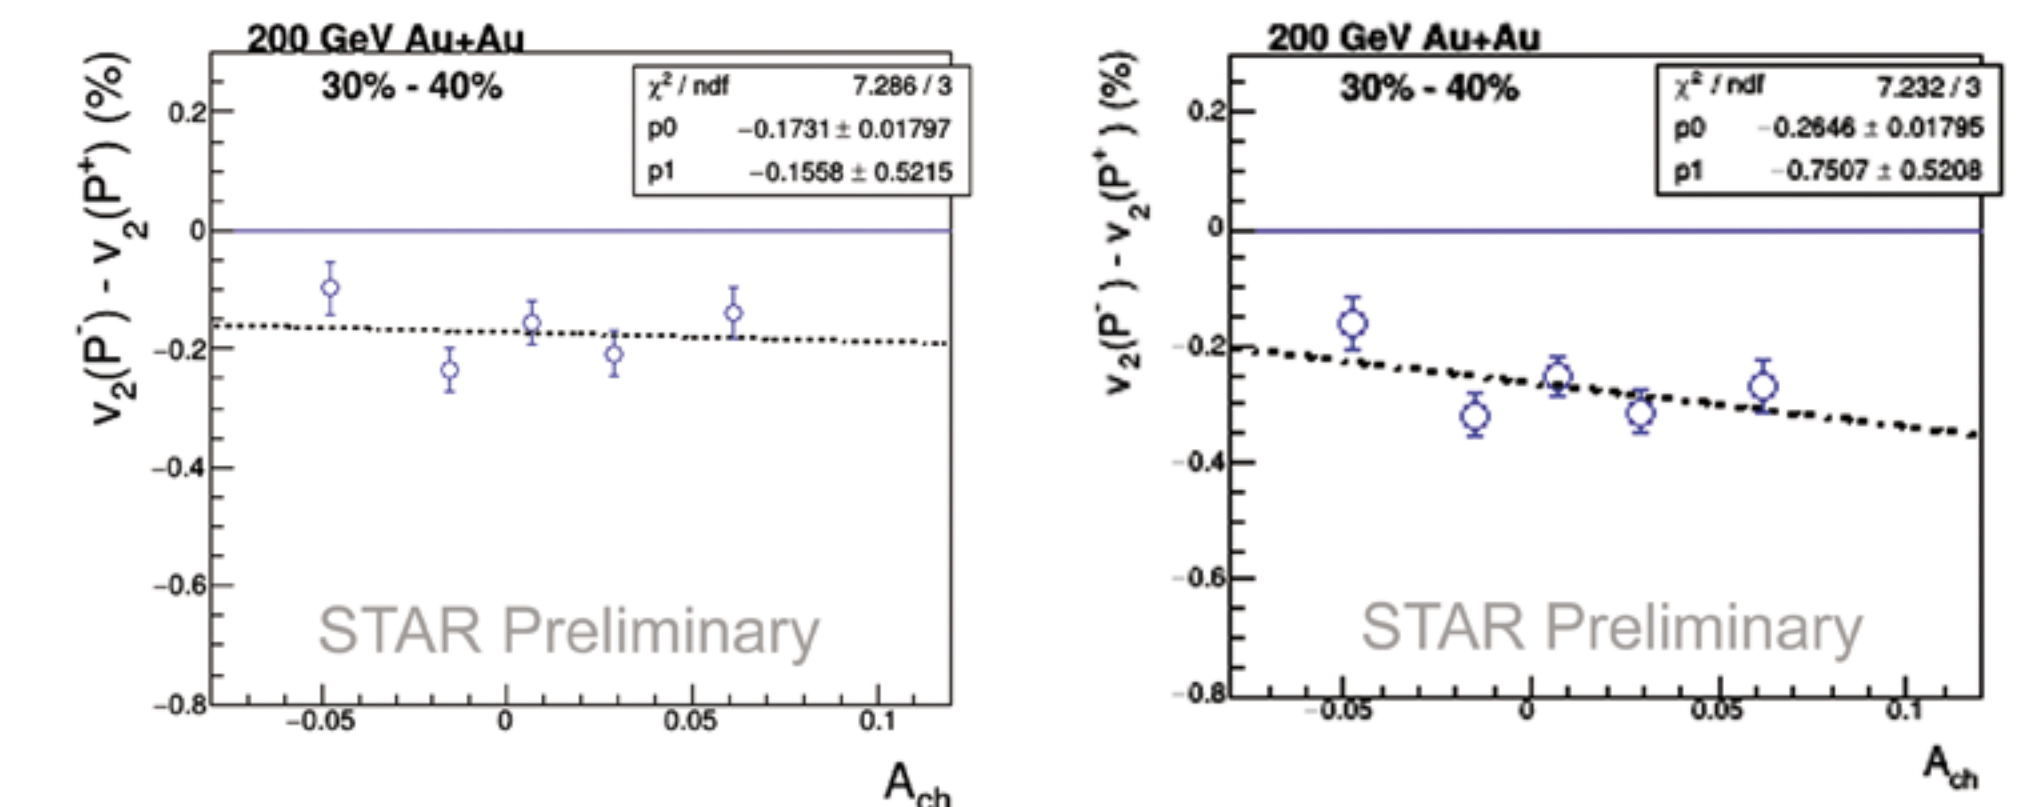 200 GeV Au+Au
30% - 40%
χ² / ndf 7.286 / 3
p0 −0.1731 ± 0.01797
p1 −0.1558 ± 0.5215
v₂(P⁻) - v₂(P⁺) (%)
0.2
0
−0.2
−0.4
−0.6
−0.8
STAR Preliminary
−0.05 0 0.05 0.1
A_ch
200 GeV Au+Au
30% - 40%
χ² / ndf 7.232 / 3
p0 −0.2646 ± 0.01795
p1 −0.7507 ± 0.5208
v₂(P⁻) - v₂(P⁺) (%)
0.2
0
−0.2
−0.4
−0.6
−0.8
STAR Preliminary
−0.05 0 0.05 0.1
A_ch